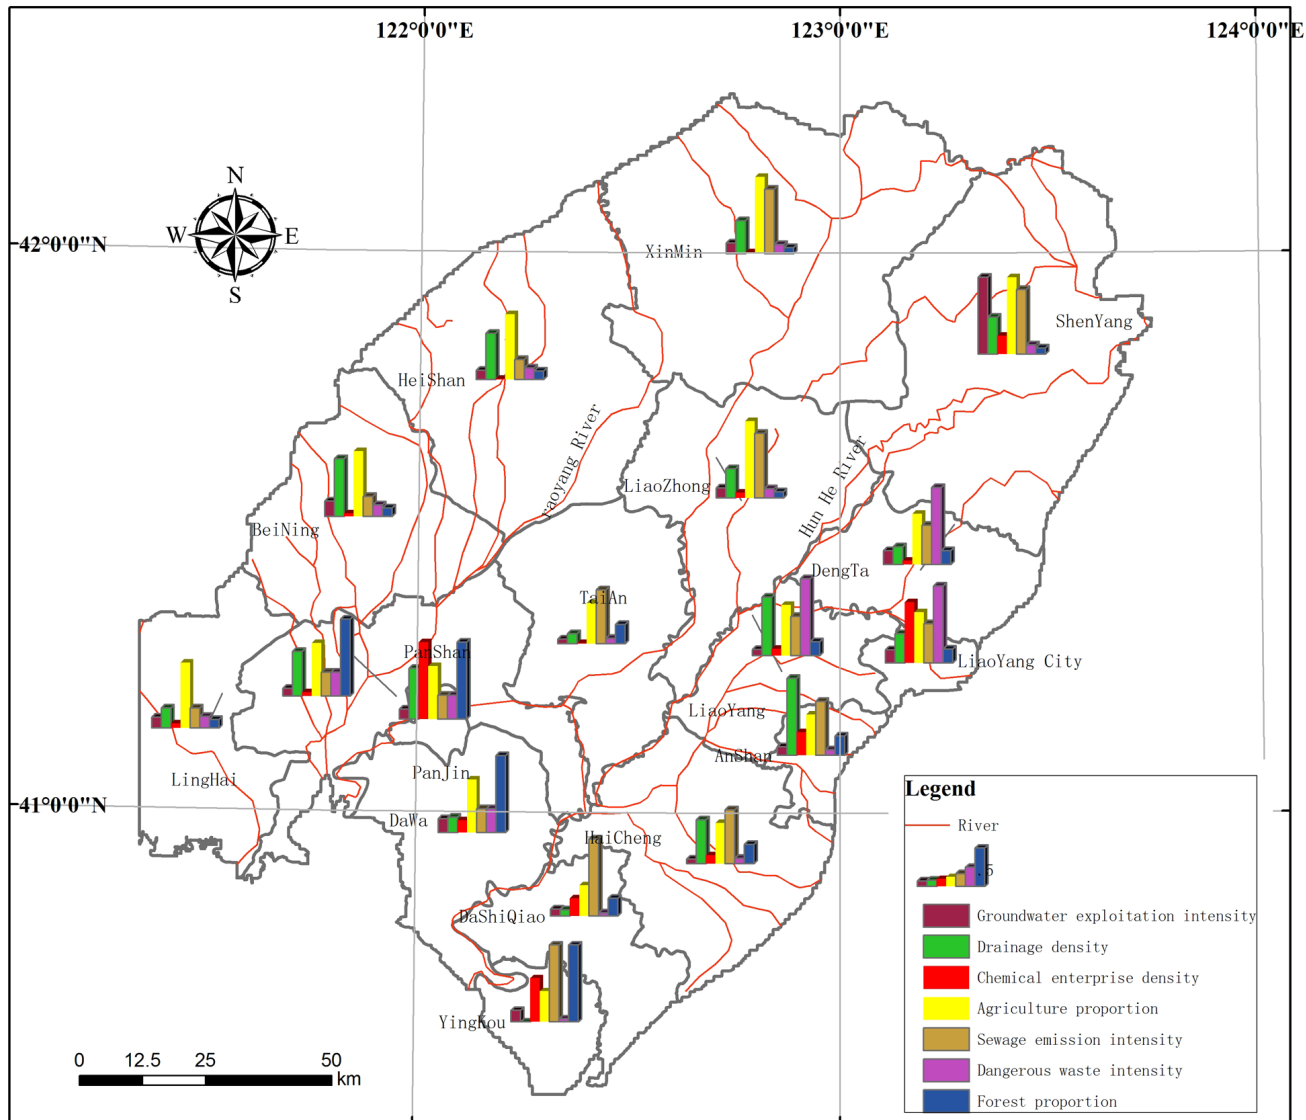 122°0'0"E
123°0'0"E
124°0'0"E
N
W
E
S
42°0'0"N
XinMin
ShenYang
HeiShan
raoyang River
LiaoZhong
Hun He River
BeiNing
DengTa
TaiAn
PanShan
LiaoYang City
LiaoYang
AnShan
LingHai
PanJin
41°0'0"N
DaWa
HaiCheng
DaShiQiao
YingKou
Legend
River
.5
Groundwater exploitation intensity
Drainage density
Chemical enterprise density
Agriculture proportion
Sewage emission intensity
Dangerous waste intensity
Forest proportion
0 12.5 25 50
km